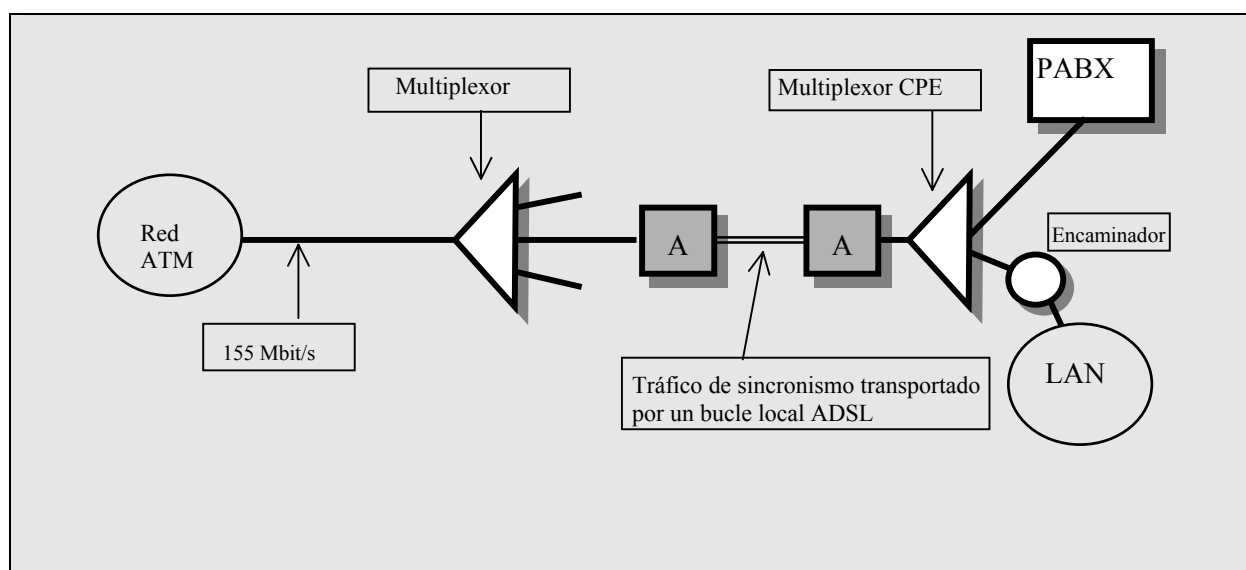 Multiplexor
Multiplexor CPE
PABX
Red
ATM
A
A
Encaminador
155 Mbit/s
Tráfico de sincronismo transportado
por un bucle local ADSL
LAN